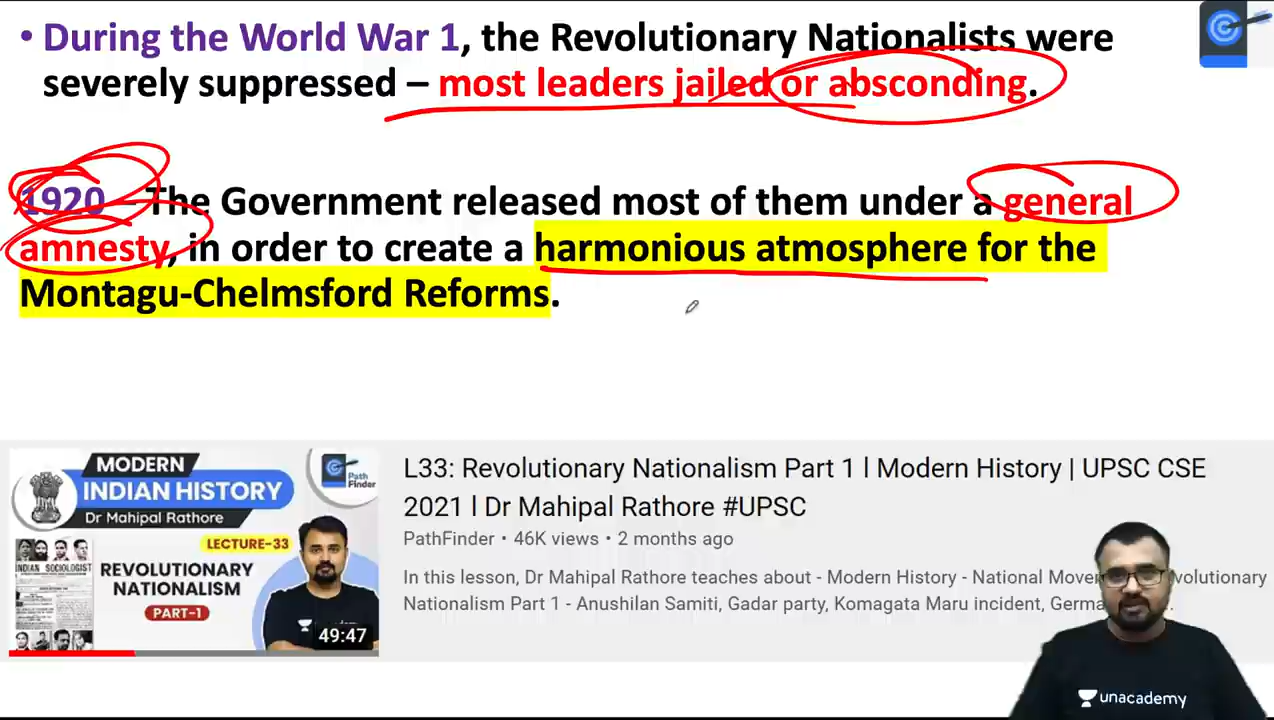 • During the World War 1, the Revolutionary Nationalists were
severely suppressed – most leaders jailed or absconding.
1920 – The Government released most of them under a general
amnesty, in order to create a harmonious atmosphere for the
Montagu-Chelmsford Reforms.
MODERN
INDIAN HISTORY
Dr Mahipal Rathore
Path
Finder
LECTURE-33
INDIAN SOCIOLOGIST
REVOLUTIONARY
NATIONALISM
PART-1
49:47
L33: Revolutionary Nationalism Part 1 l Modern History | UPSC CSE
2021 l Dr Mahipal Rathore #UPSC
PathFinder • 46K views • 2 months ago
In this lesson, Dr Mahipal Rathore teaches about - Modern History - National
Nationalism Part 1 - Anushilan Samiti, Gadar party, Komagata Maru incident,
unacademy